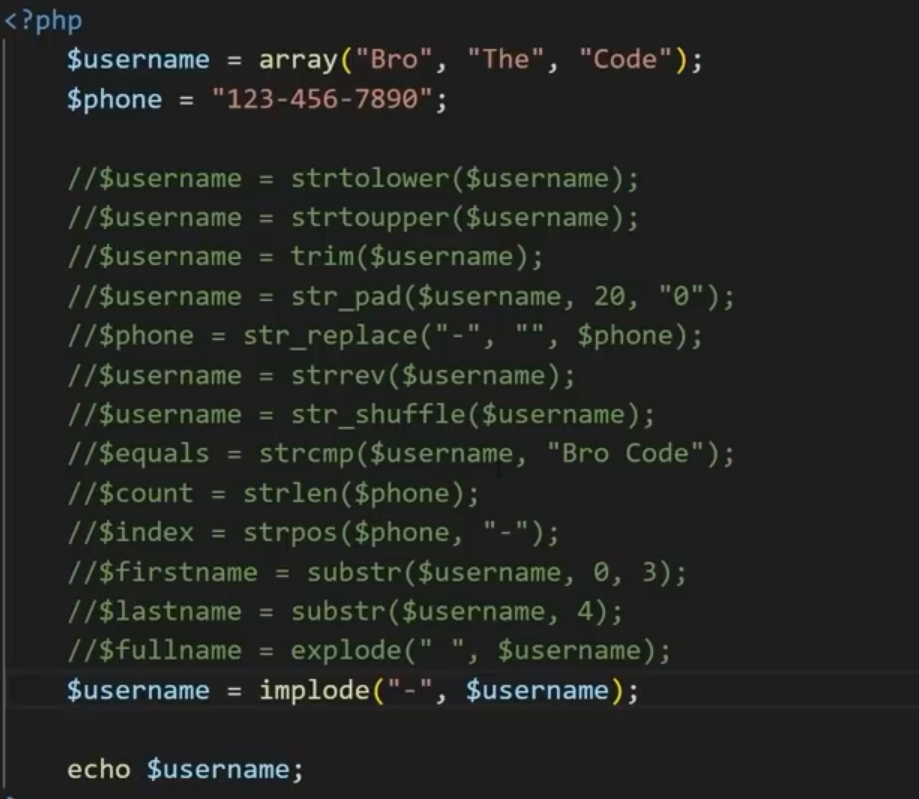 <?php
$username = array("Bro", "The", "Code");
$phone = "123-456-7890";
//$username = strtolower($username);
//$username = strtoupper($username);
//$username = trim($username);
//$username = str_pad($username, 20, "0");
//$phone = str_replace("-", "", $phone);
//$username = strrev($username);
//$username = str_shuffle($username);
//$equals = strcmp($username, "Bro Code");
//$count = strlen($phone);
//$index = strpos($phone, "-");
//$firstname = substr($username, 0, 3);
//$lastname = substr($username, 4);
//$fullname = explode(" ", $username);
$username = implode("-", $username);
echo $username;